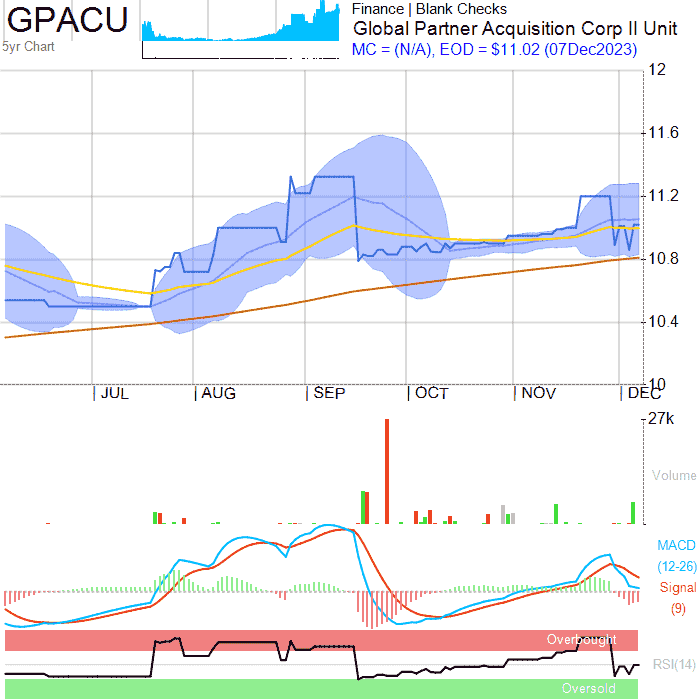 GPACU
5yr Chart
Finance | Blank Checks
Global Partner Acquisition Corp II Unit
MC = (N/A), EOD = $11.02 (07Dec2023)
12
11.6
11.2
10.8
10.4
10
JUL
AUG
SEP
OCT
NOV
DEC
27k
Volume
MACD
(12-26)
Signal
(9)
Overbought
RSI(14)
Oversold